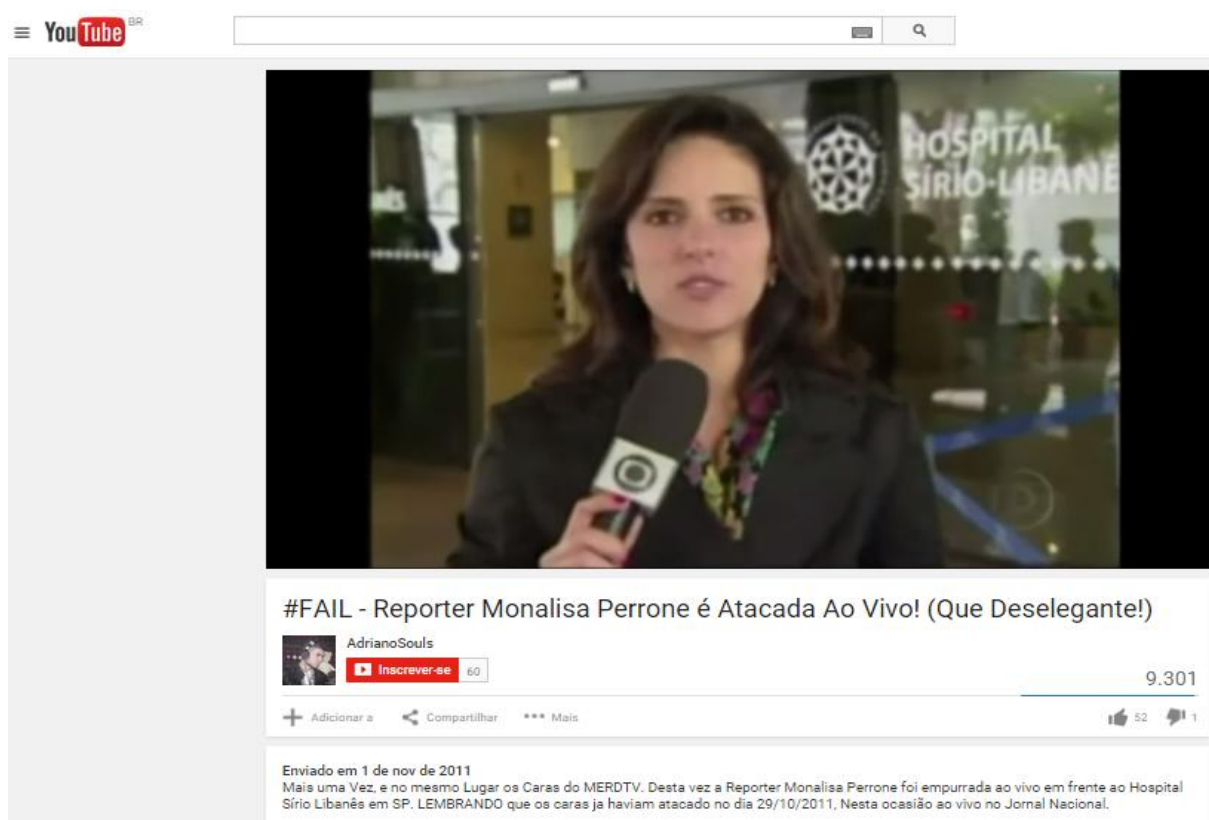 YouTube BR
HOSPITAL
SÍRIO-LIBANÊ
#FAIL - Reporter Monalisa Perrone é Atacada Ao Vivo! (Que Deselegante!)
AdrianoSouls
Inscrever-se 60
9.301
Adicionar a Compartilhar Mais 52 1
Enviado em 1 de nov de 2011
Mais uma Vez, e no mesmo Lugar os Caras do MERDTV. Desta vez a Reporter Monalisa Perrone foi empurrada ao vivo em frente ao Hospital
Sírio Libanês em SP. LEMBRANDO que os caras ja haviam atacado no dia 29/10/2011, Nesta ocasião ao vivo no Jornal Nacional.